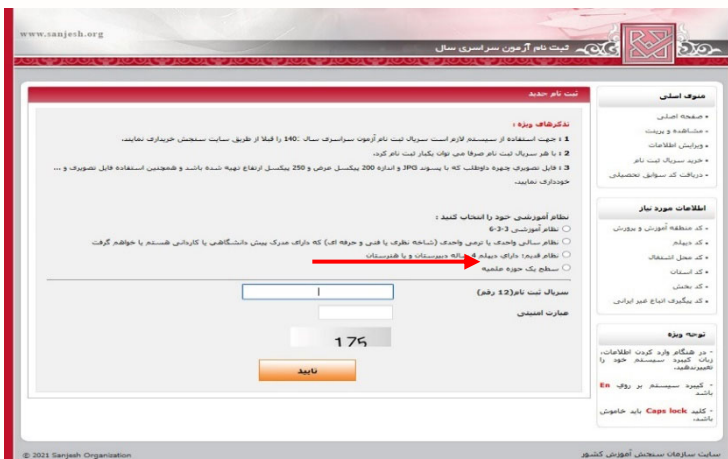 www.sanjesh.org
ثبت نام آزمون سراسری سال
ثبت نام جدید
تذکرهای ویژه :
1 : جهت استفاده از سیستم لازم است سریال ثبت نام آزمون سراسری سال 140: را قبلا از طریق سایت سنجش خریداری نمایند.
2 : با هر سریال ثبت نام صرفا می توان یکبار ثبت نام کرد.
3 : فایل تصویری چهره داوطلب که با پسوند JPG و اندازه 200 پیکسل عرض و 250 پیکسل ارتفاع تهیه شده باشد و همچنین استفاده فایل تصویری و ... خودداری نمایید.
نظام آموزشی خود را انتخاب کنید :
نظام آموزشی 3-3-6
نظام سالی واحدی یا ترمی واحدی (شاخه نظری یا فنی و حرفه ای) که دارای مدرک پیش دانشگاهی یا کاردانی هستم یا خواهم گرفت
نظام قدیم؛ دارای دیپلم 4 ساله دبیرستان و یا هنرستان
سطح یک حوزه علمیه
سریال ثبت نام(12 رقم)
عبارت امنیتی
175
تایید
منوی اصلی
صفحه اصلی
مشاهده و پرینت
ویرایش اطلاعات
خرید سریال ثبت نام
دریافت کد سوابق تحصیلی
اطلاعات مورد نیاز
کد منطقه آموزش و پرورش
کد دیپلم
کد محل اشتغال
کد استان
کد بخش
کد پیگیری اتباع غیر ایرانی
توجه ویژه
- در هنگام وارد کردن اطلاعات،
زبان کیبرد سیستم خود را
تغییرندهید.
- کیبرد سیستم بر روی En
باشد
- کلید Caps lock باید خاموش
باشد.
© 2021 Sanjesh Organization
سایت سازمان سنجش آموزش کشور